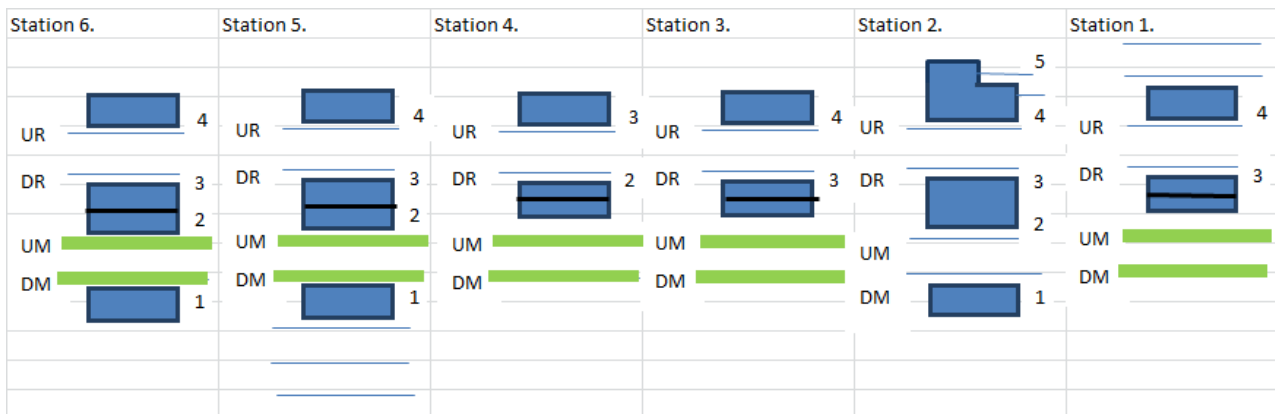 Station 6. Station 5. Station 4. Station 3. Station 2. Station 1.
5
4 4 3 4 4 4
UR UR UR UR UR UR
DR 3 DR 3 DR 2 DR 3 DR 3 DR 3
2 2 2
UM UM UM UM UM UM
DM DM DM DM DM DM
1 1 1